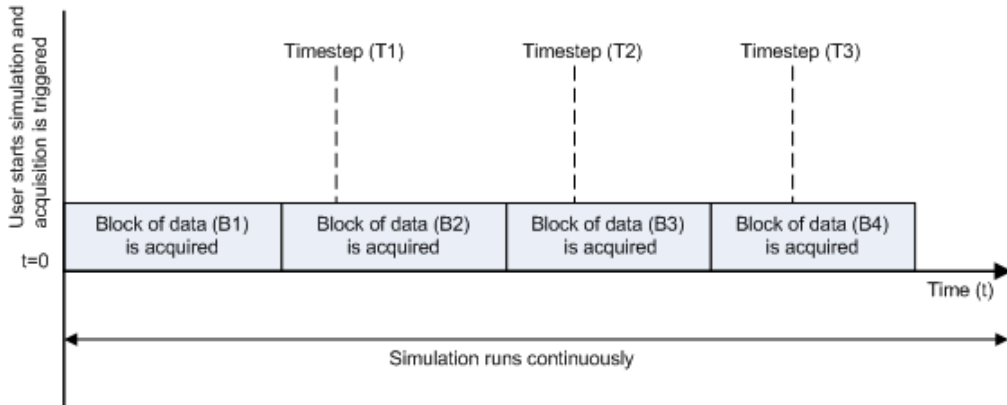 User starts simulation and
acquisition is triggered
Timestep (T1)
Timestep (T2)
Timestep (T3)
Block of data (B1)
is acquired
Block of data (B2)
is acquired
Block of data (B3)
is acquired
Block of data (B4)
is acquired
t=0
Time (t)
Simulation runs continuously